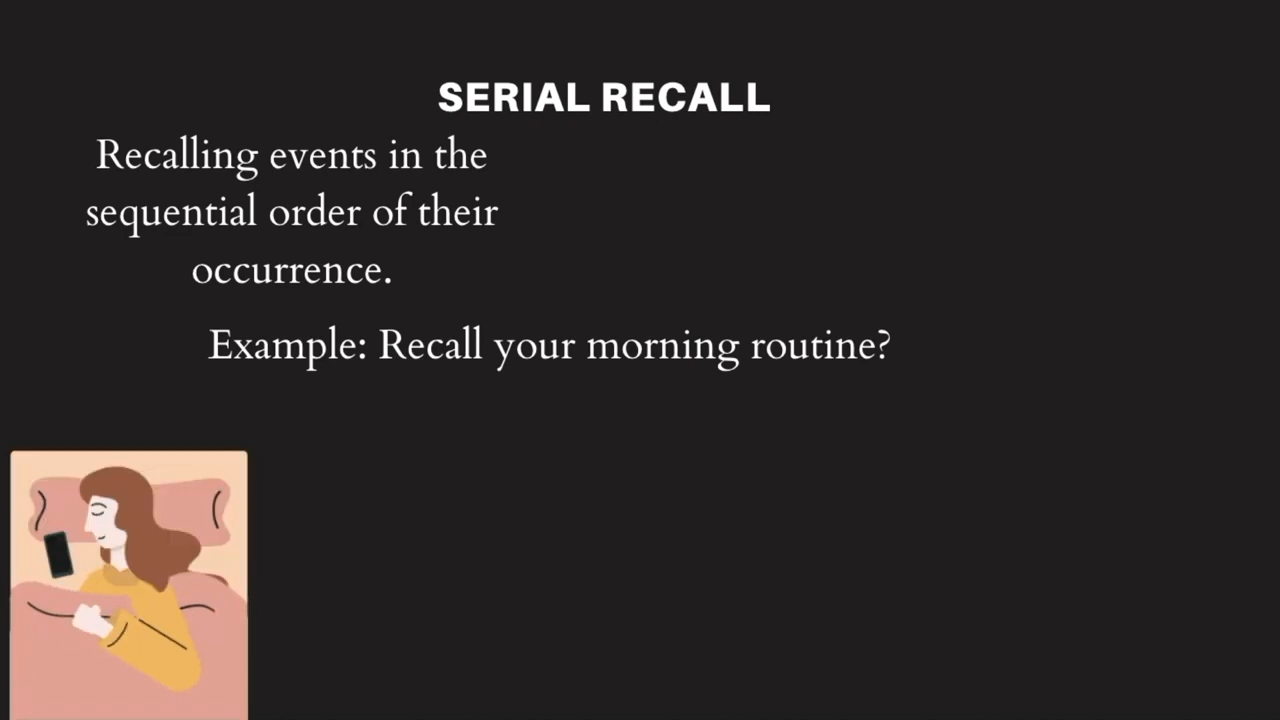 SERIAL RECALL
Recalling events in the
sequential order of their
occurrence.
Example: Recall your morning routine?